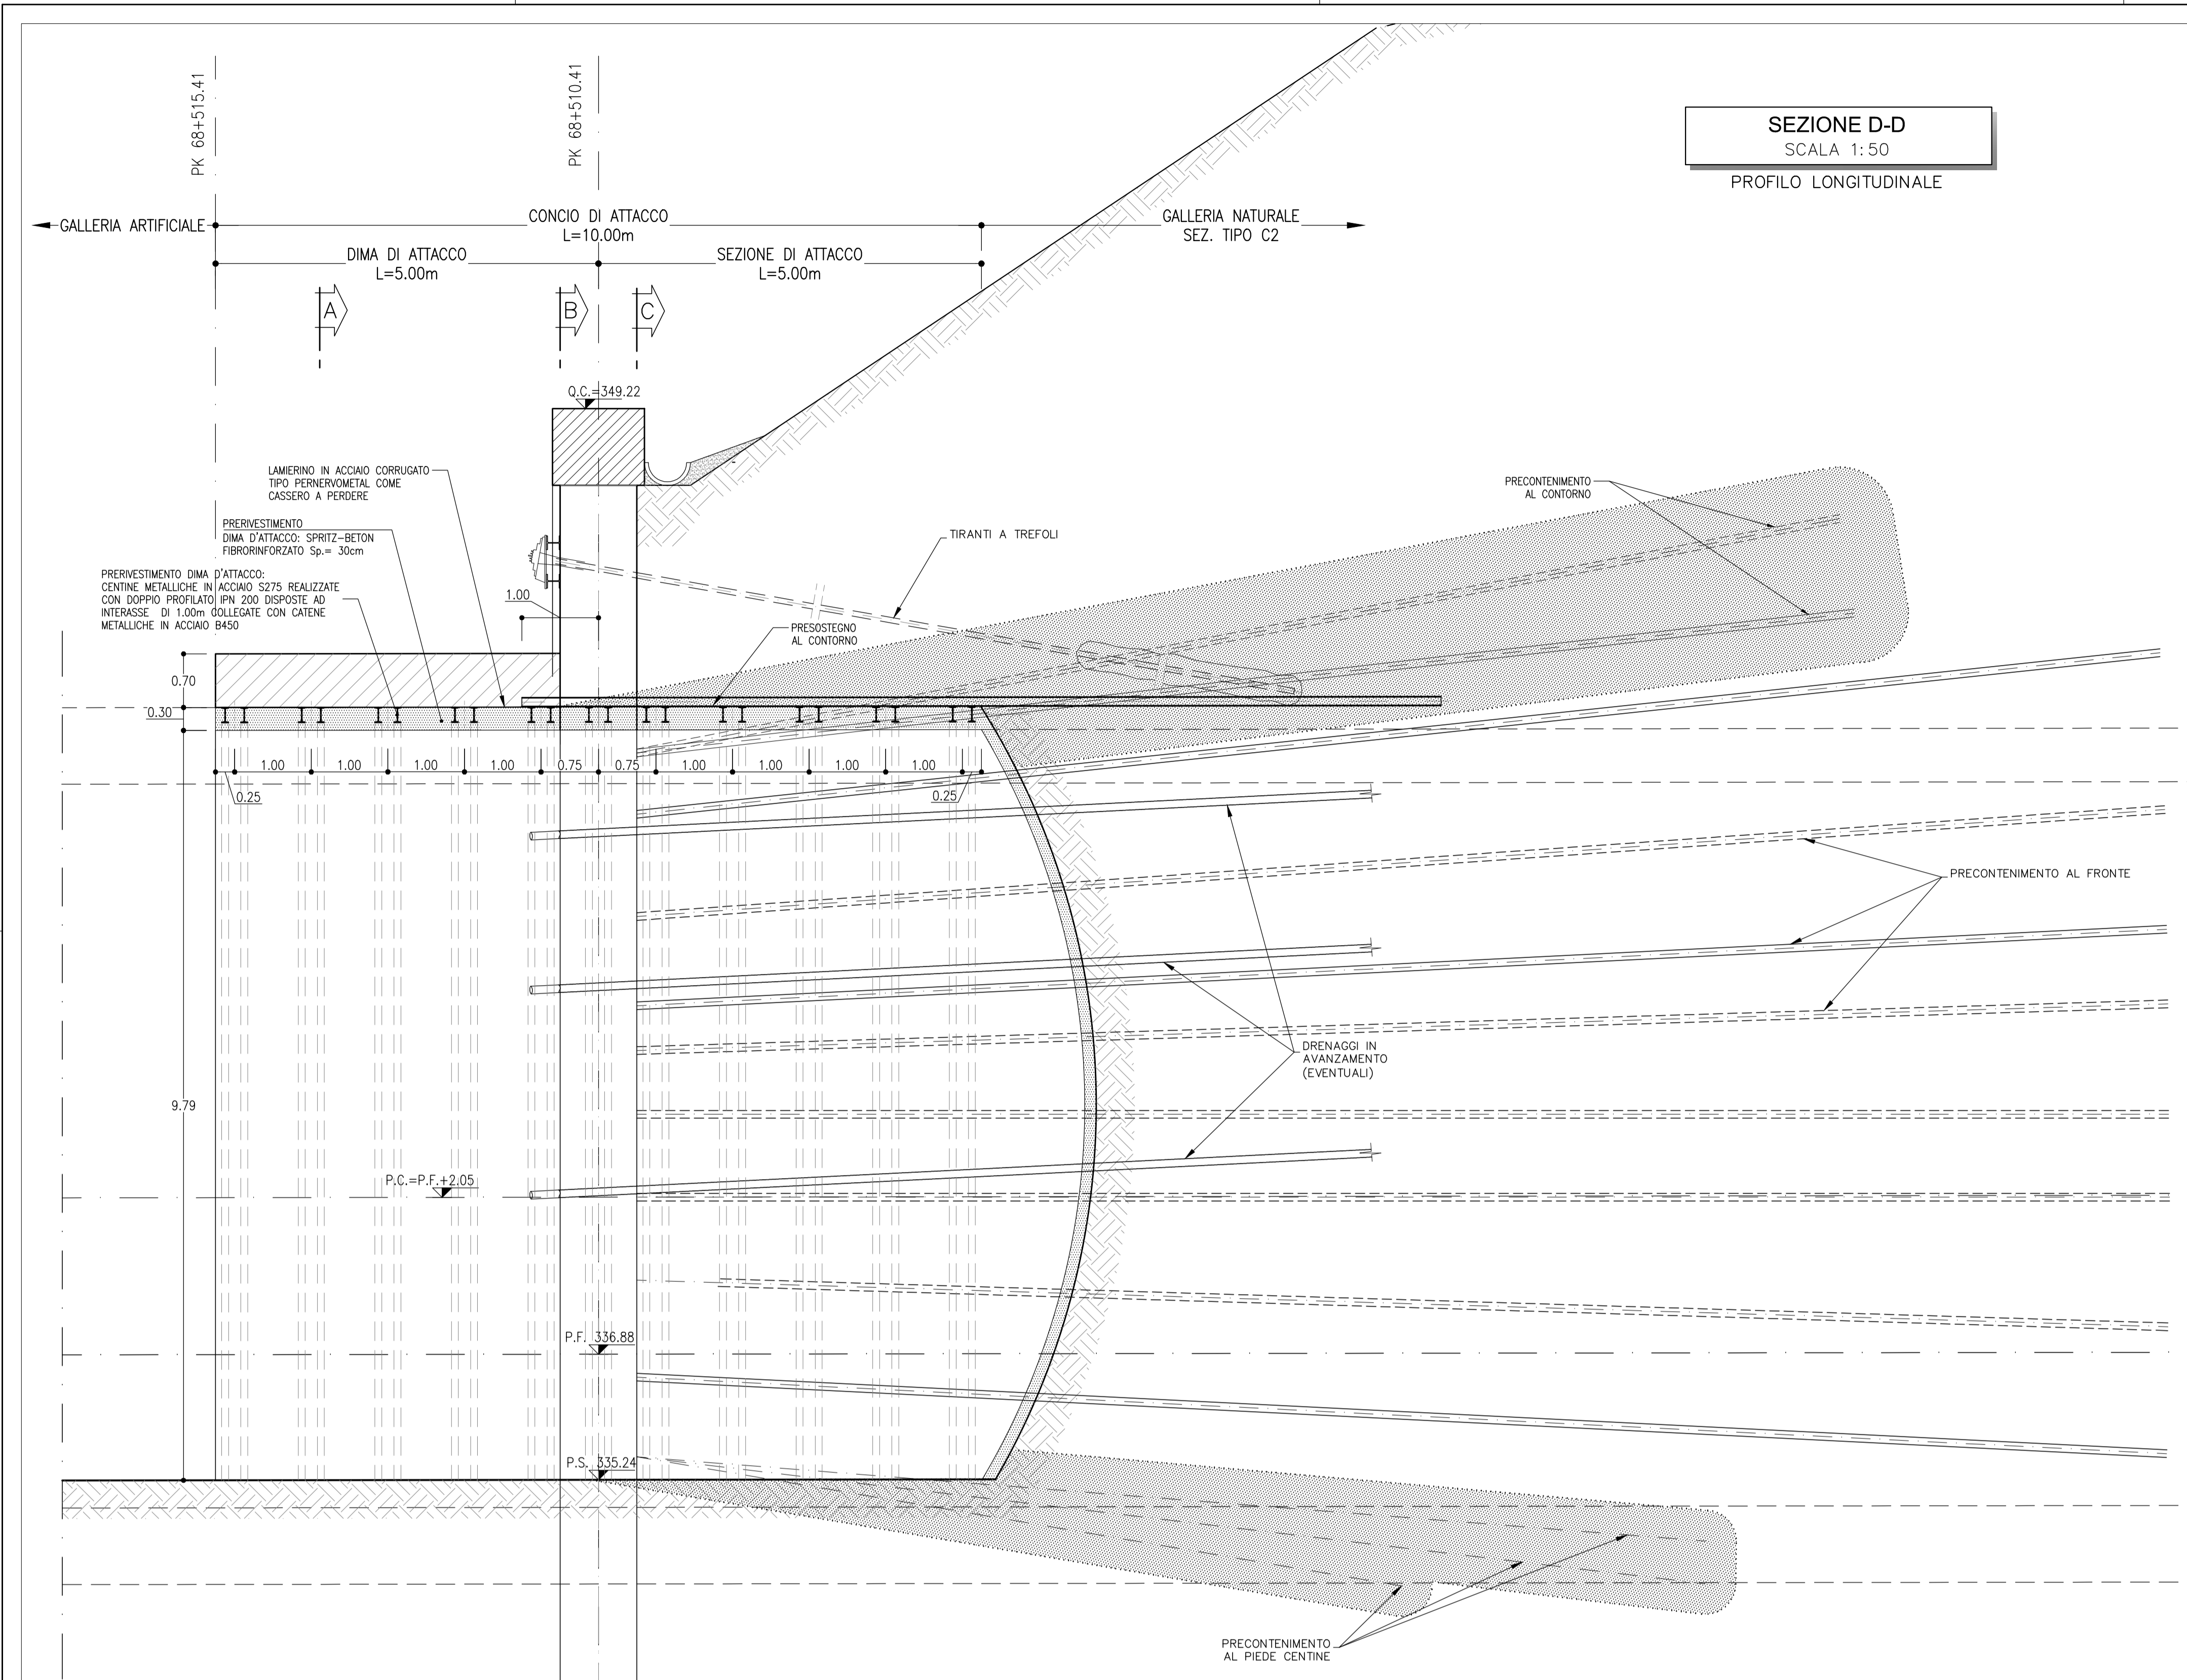 PK 68+515.41
PK 68+510.41
SEZIONE D-D
SCALA 1:50
PROFILO LONGITUDINALE
GALLERIA ARTIFICIALE
CONCIO DI ATTACCO
L=10.00m
GALLERIA NATURALE
SEZ. TIPO C2
DIMA DI ATTACCO
L=5.00m
SEZIONE DI ATTACCO
L=5.00m
A
B
C
Q.C.=349.22
LAMIERINO IN ACCIAIO CORRUGATO
TIPO PERNERVOMETAL COME
CASSERO A PERDERE
PRECONTENIMENTO
AL CONTORNO
PRERIVESTIMENTO
DIMA D'ATTACCO: SPRITZ-BETON
FIBRORINFORZATO Sp.= 30cm
TIRANTI A TREFOLI
PRERIVESTIMENTO DIMA D'ATTACCO:
CENTINE METALLICHE IN ACCIAIO S275 REALIZZATE
CON DOPPIO PROFILATO IPN 200 DISPOSTE AD
INTERASSE DI 1.00m COLLEGATE CON CATENE
METALLICHE IN ACCIAIO B450
1.00
PRESOSTEGNO
AL CONTORNO
0.70
0.30
1.00 1.00 1.00 1.00 0.75 0.75 1.00 1.00 1.00 1.00
0.25
0.25
PRECONTENIMENTO AL FRONTE
DRENAGGI IN
AVANZAMENTO
(EVENTUALI)
9.79
P.C.=P.F.+2.05
P.F. 336.88
P.S. 335.24
PRECONTENIMENTO
AL PIEDE CENTINE